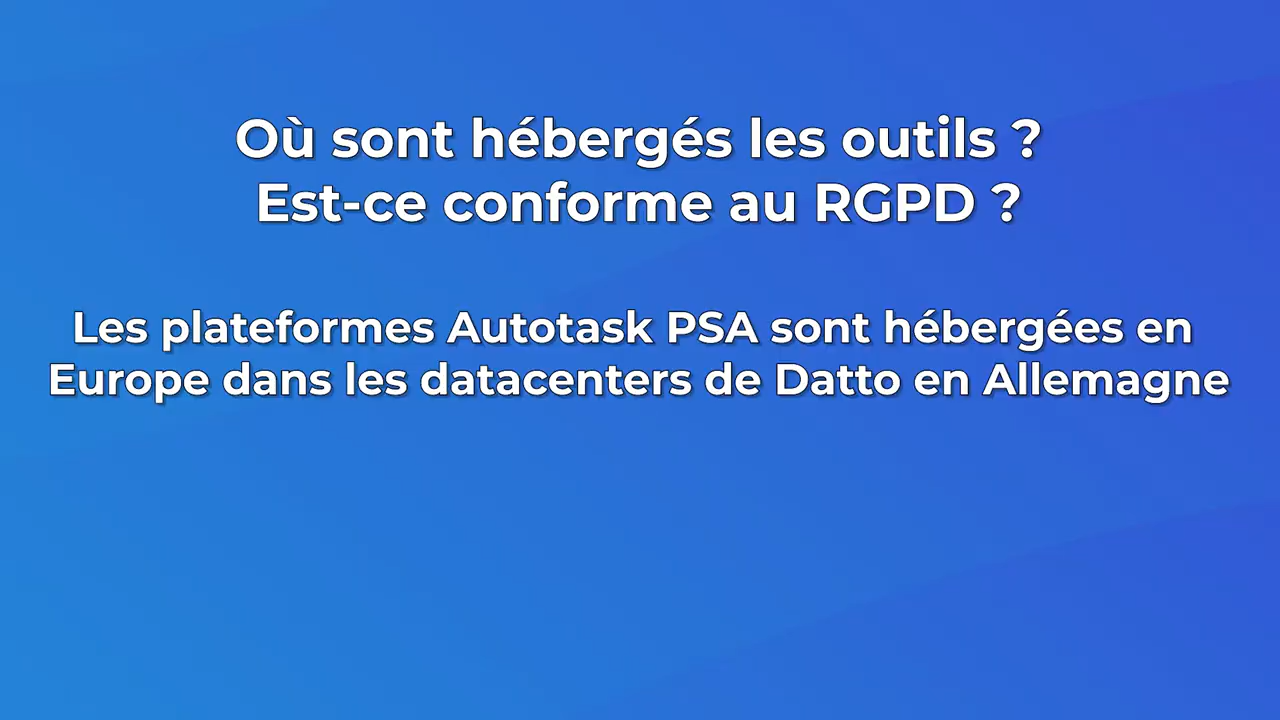 Où sont hébergés les outils ?
Est-ce conforme au RGPD ?
Les plateformes Autotask PSA sont hébergées en
Europe dans les datacenters de Datto en Allemagne